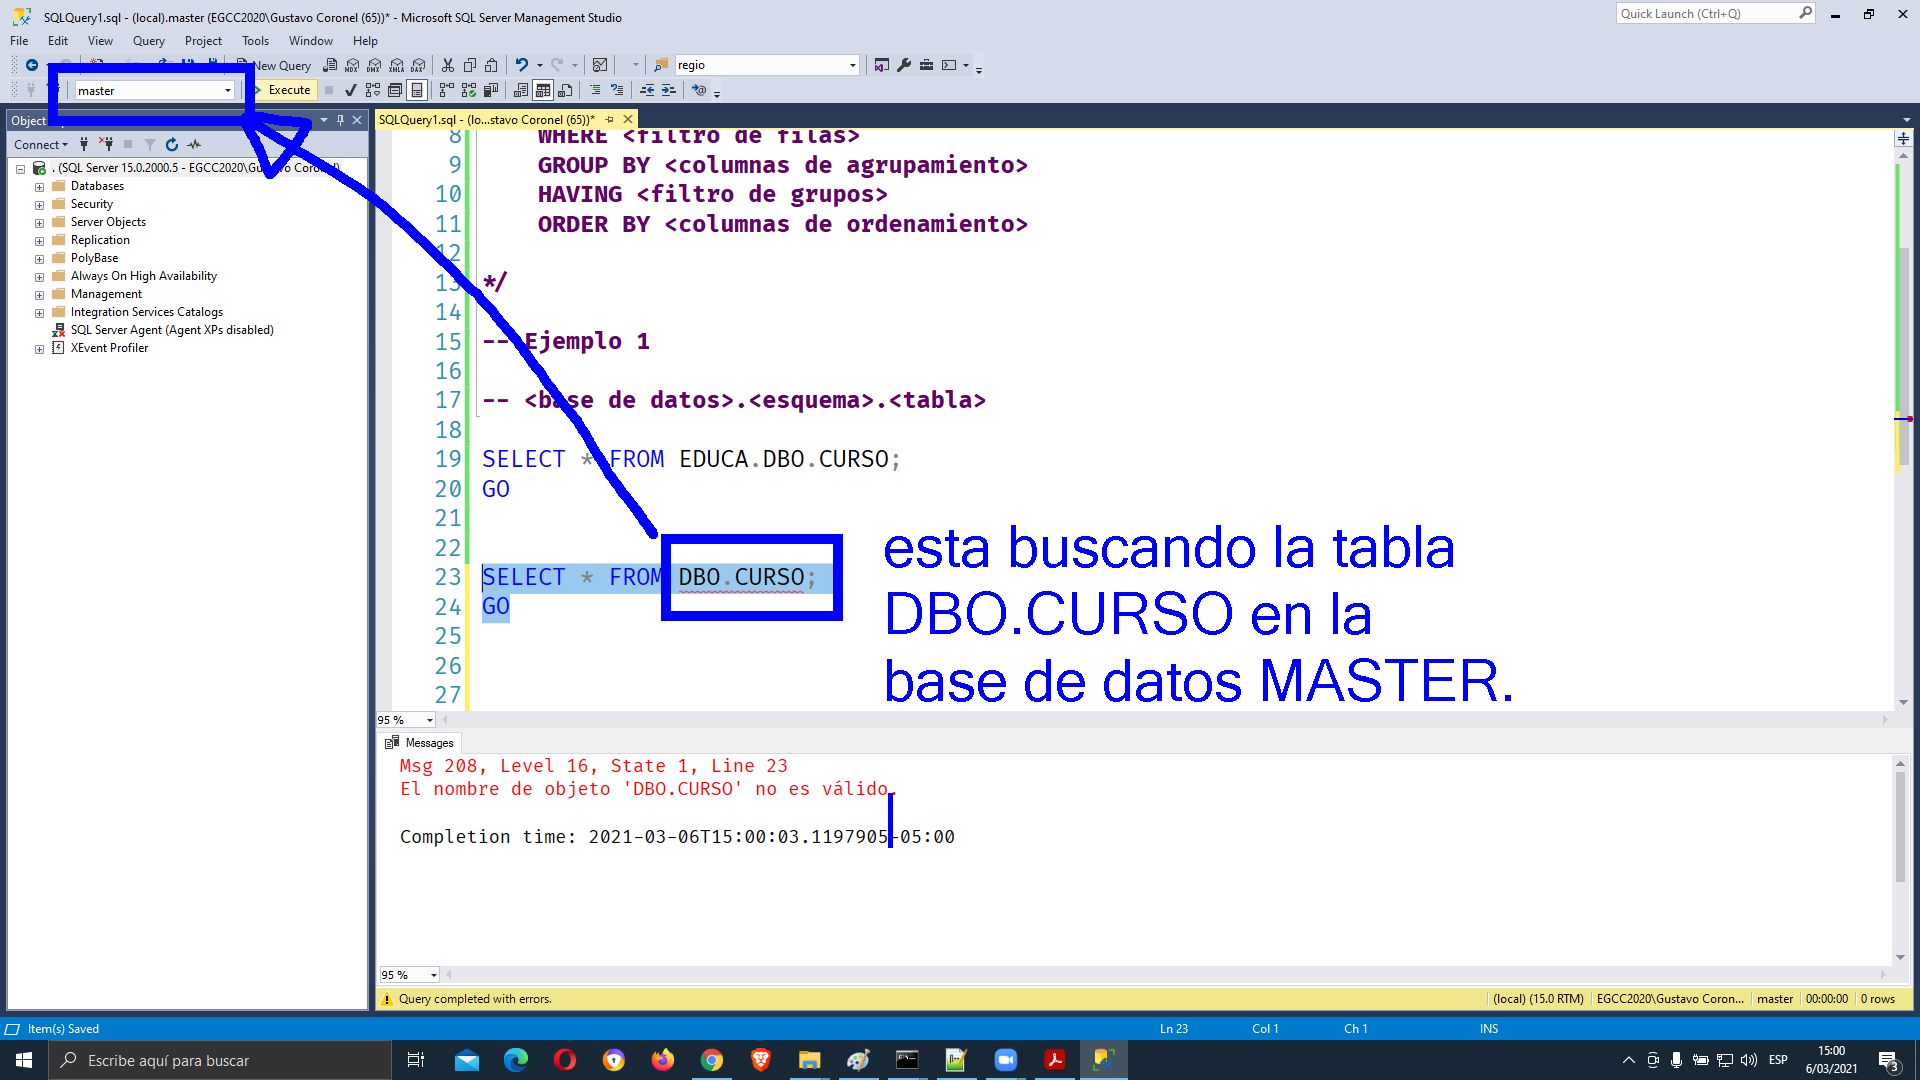 SQLQuery1.sql - (local).master (EGCC2020\Gustavo Coronel (65))* - Microsoft SQL Server Management Studio
Quick Launch (Ctrl+Q)
File Edit View Query Project Tools Window Help
New Query
regio
master
Execute
Object
SQLQuery1.sql - (lo...stavo Coronel (65))*
Connect
. (SQL Server 15.0.2000.5 - EGCC2020\Gustavo Coronel)
Databases
Security
Server Objects
Replication
PolyBase
Always On High Availability
Management
Integration Services Catalogs
SQL Server Agent (Agent XPs disabled)
XEvent Profiler
8 WHERE <filtro de filas>
9 GROUP BY <columnas de agrupamiento>
10 HAVING <filtro de grupos>
11 ORDER BY <columnas de ordenamiento>
12
13 */
14
15 -- Ejemplo 1
16
17 -- <base de datos>.<esquema>.<tabla>
18
19 SELECT * FROM EDUCA.DBO.CURSO;
20 GO
21
22
23 SELECT * FROM DBO.CURSO;
24 GO
25
26
27
esta buscando la tabla
DBO.CURSO en la
base de datos MASTER.
95 %
Messages
Msg 208, Level 16, State 1, Line 23
El nombre de objeto 'DBO.CURSO' no es válido.
Completion time: 2021-03-06T15:00:03.1197905-05:00
95 %
Query completed with errors.
(local) (15.0 RTM) EGCC2020\Gustavo Coron... master 00:00:00 0 rows
Item(s) Saved
Ln 23 Col 1 Ch 1 INS
Escribe aquí para buscar
ESP
15:00
6/03/2021
3